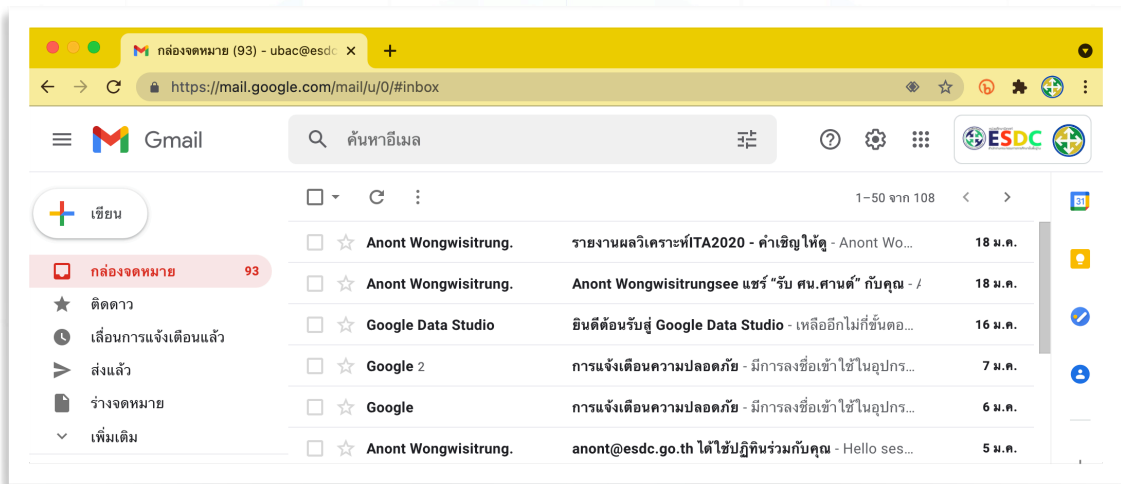 กล่องจดหมาย (93) - ubac@esdc
https://mail.google.com/mail/u/0/#inbox
Gmail
ค้นหาอีเมล
ESDC
เขียน
1–50 จาก 108
31
กล่องจดหมาย 93
ติดดาว
เลื่อนการแจ้งเตือนแล้ว
ส่งแล้ว
ร่างจดหมาย
เพิ่มเติม
Anont Wongwisitrung. รายงานผลวิเคราะห์ITA2020 - คำเชิญให้ดู - Anont Wo... 18 ม.ค.
Anont Wongwisitrung. Anont Wongwisitrungsee แชร์ “รับ ศน.ศานต์” กับคุณ - 18 ม.ค.
Google Data Studio ยินดีต้อนรับสู่ Google Data Studio - เหลืออีกไม่กี่ขั้นตอ... 16 ม.ค.
Google 2 การแจ้งเตือนความปลอดภัย - มีการลงชื่อเข้าใช้ในอุปกร... 7 ม.ค.
Google การแจ้งเตือนความปลอดภัย - มีการลงชื่อเข้าใช้ในอุปกร... 6 ม.ค.
Anont Wongwisitrung. anont@esdc.go.th ได้ใช้ปฏิทินร่วมกับคุณ - Hello ses... 5 ม.ค.